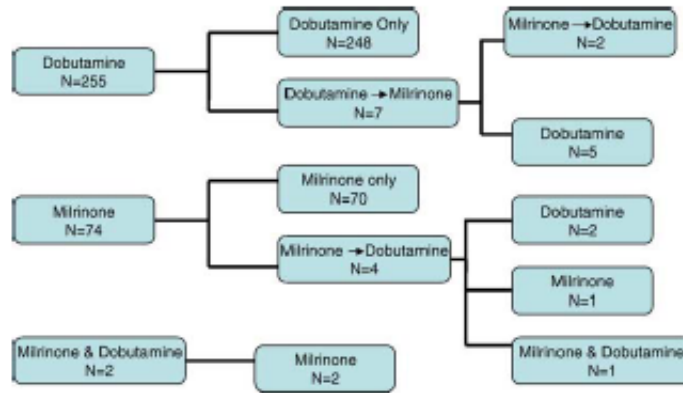 Dobutamine Only
N=248
Milrinone→Dobutamine
N=2
Dobutamine
N=255
Dobutamine→Milrinone
N=7
Dobutamine
N=5
Milrinone only
N=70
Milrinone
N=74
Dobutamine
N=2
Milrinone→Dobutamine
N=4
Milrinone
N=1
Milrinone & Dobutamine
N=2
Milrinone
N=2
Milrinone & Dobutamine
N=1